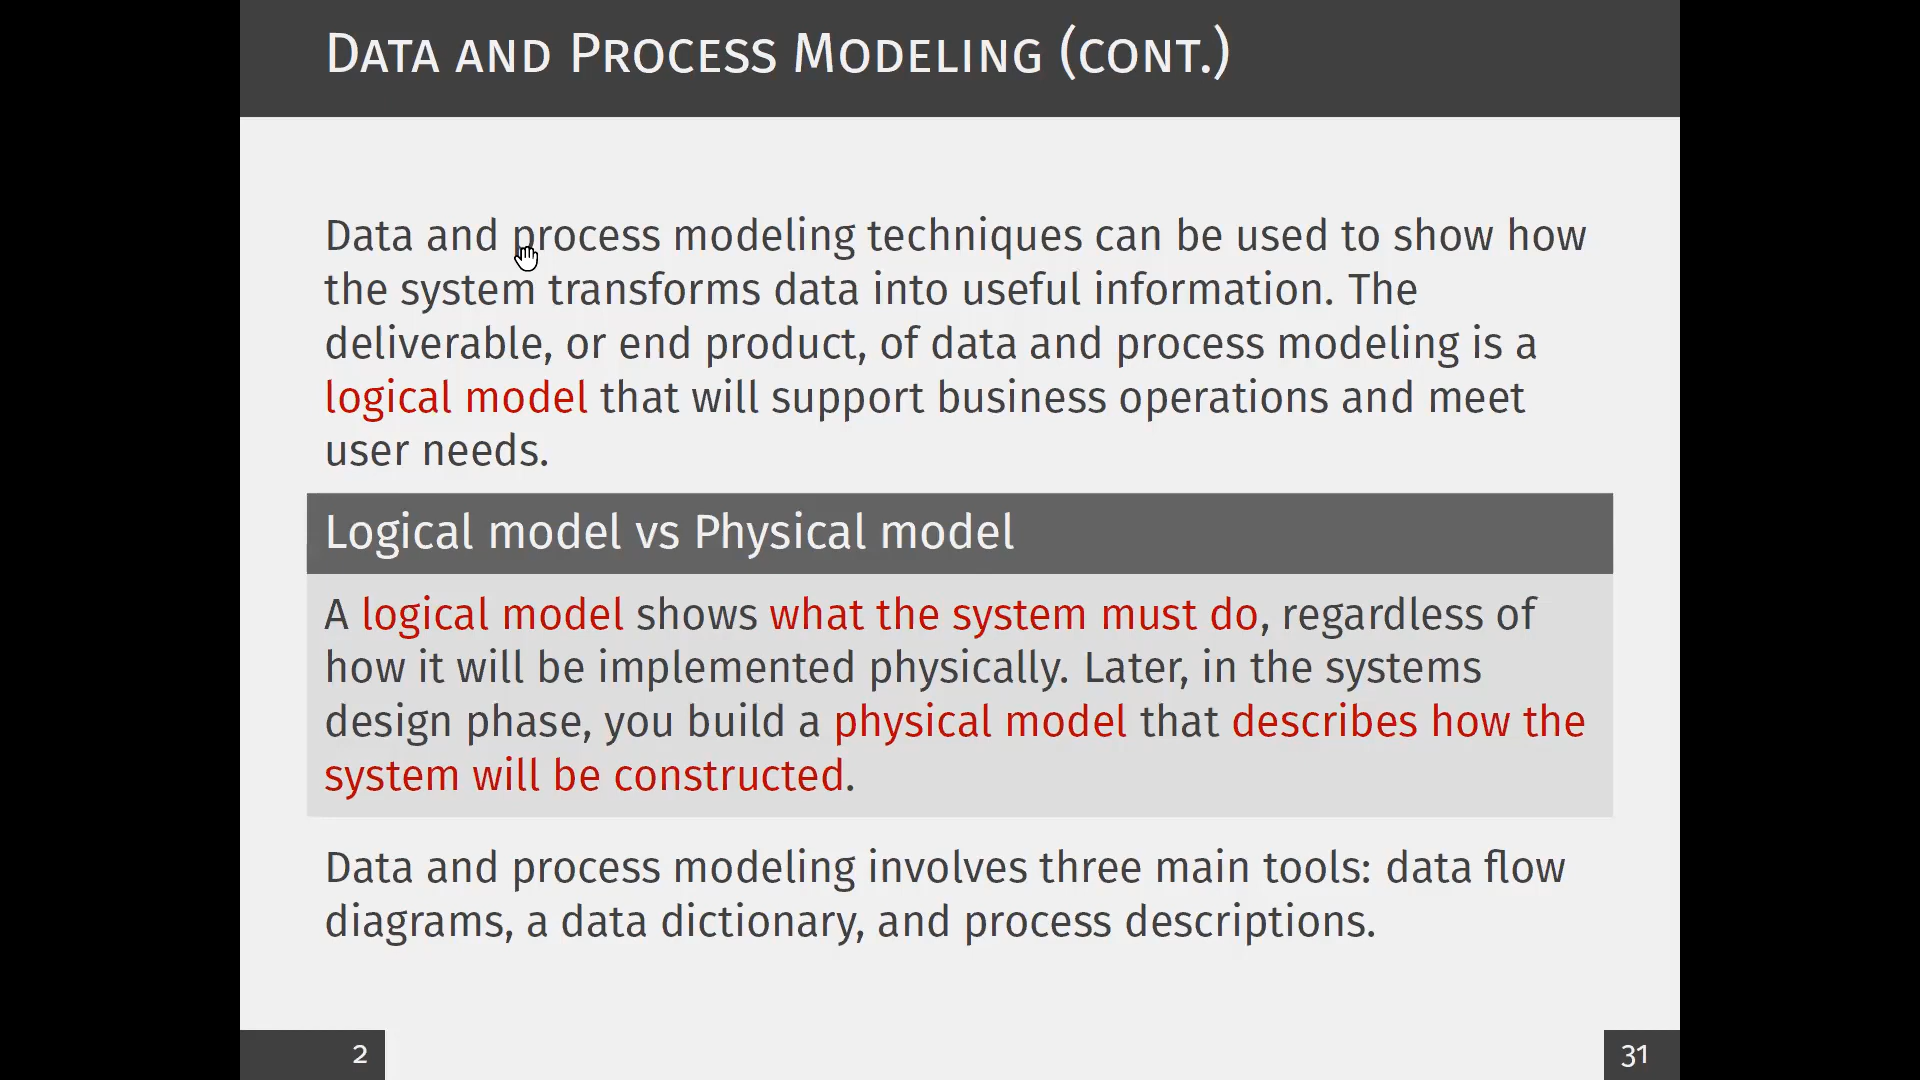 DATA AND PROCESS MODELING (CONT.)
Data and process modeling techniques can be used to show how
the system transforms data into useful information. The
deliverable, or end product, of data and process modeling is a
logical model that will support business operations and meet
user needs.
Logical model vs Physical model
A logical model shows what the system must do, regardless of
how it will be implemented physically. Later, in the systems
design phase, you build a physical model that describes how the
system will be constructed.
Data and process modeling involves three main tools: data flow
diagrams, a data dictionary, and process descriptions.
2
31